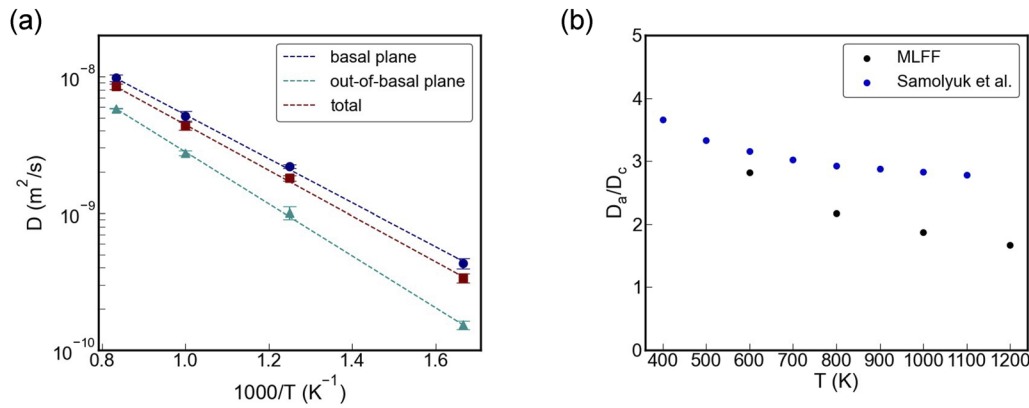 (a)
basal plane
out-of-basal plane
total
10⁻⁸
10⁻⁹
10⁻¹⁰
D (m²/s)
0.8 1.0 1.2 1.4 1.6
1000/T (K⁻¹)
(b)
MLFF
Samolyuk et al.
5
4
3
2
1
0
Dₐ/D_c
400 500 600 700 800 900 1000 1100 1200
T (K)